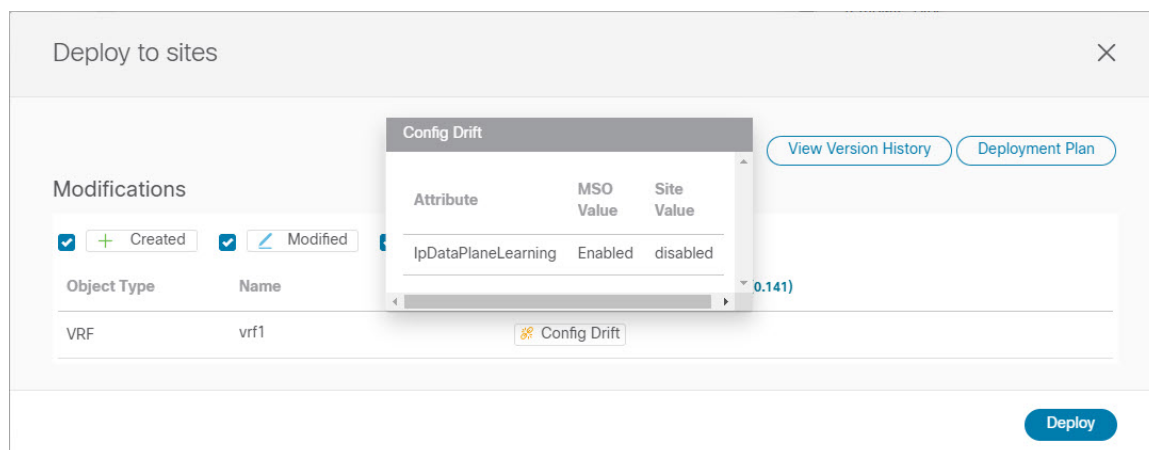 Deploy to sites
Config Drift
View Version History
Deployment Plan
Attribute MSO Value Site Value
IpDataPlaneLearning Enabled disabled
Modifications
Created Modified
Object Type Name 0.141)
VRF vrf1 Config Drift
Deploy